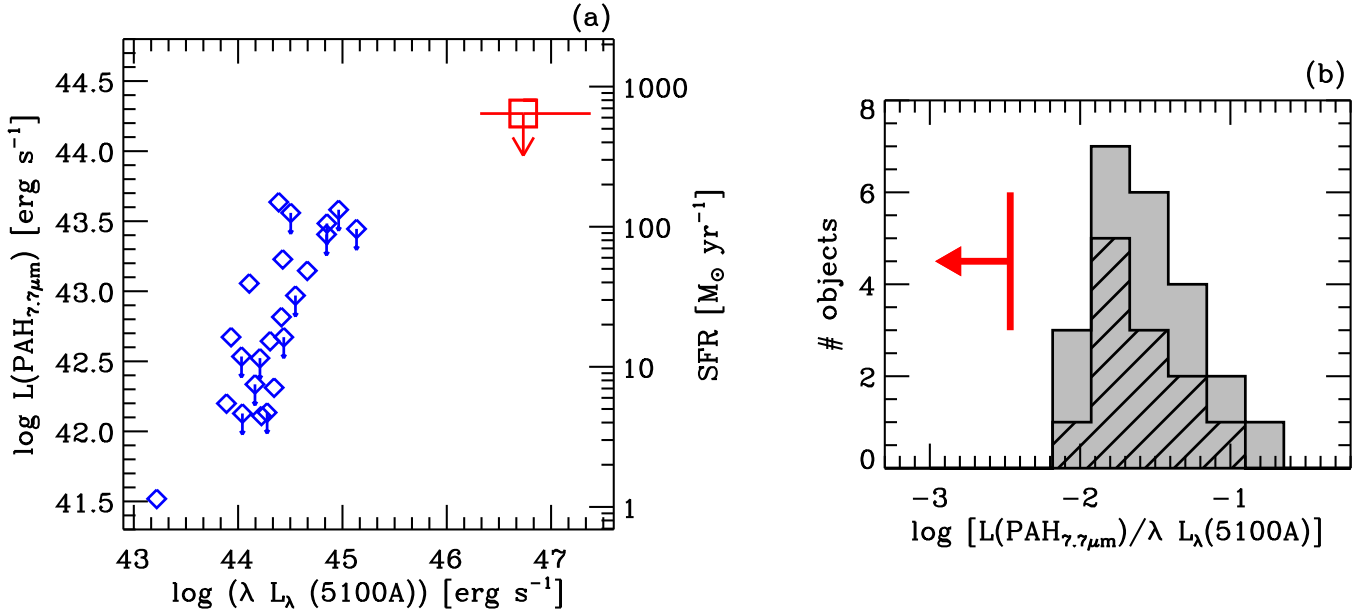 (a)
44.5
44.0
43.5
43.0
42.5
42.0
41.5
log L(PAH₇.₇μm) [erg s⁻¹]
1000
100
10
1
SFR [M⊙ yr⁻¹]
43 44 45 46 47
log (λ Lλ (5100A)) [erg s⁻¹]
(b)
8
6
4
2
0
# objects
-3 -2 -1
log [L(PAH₇.₇μm)/λ Lλ(5100A)]